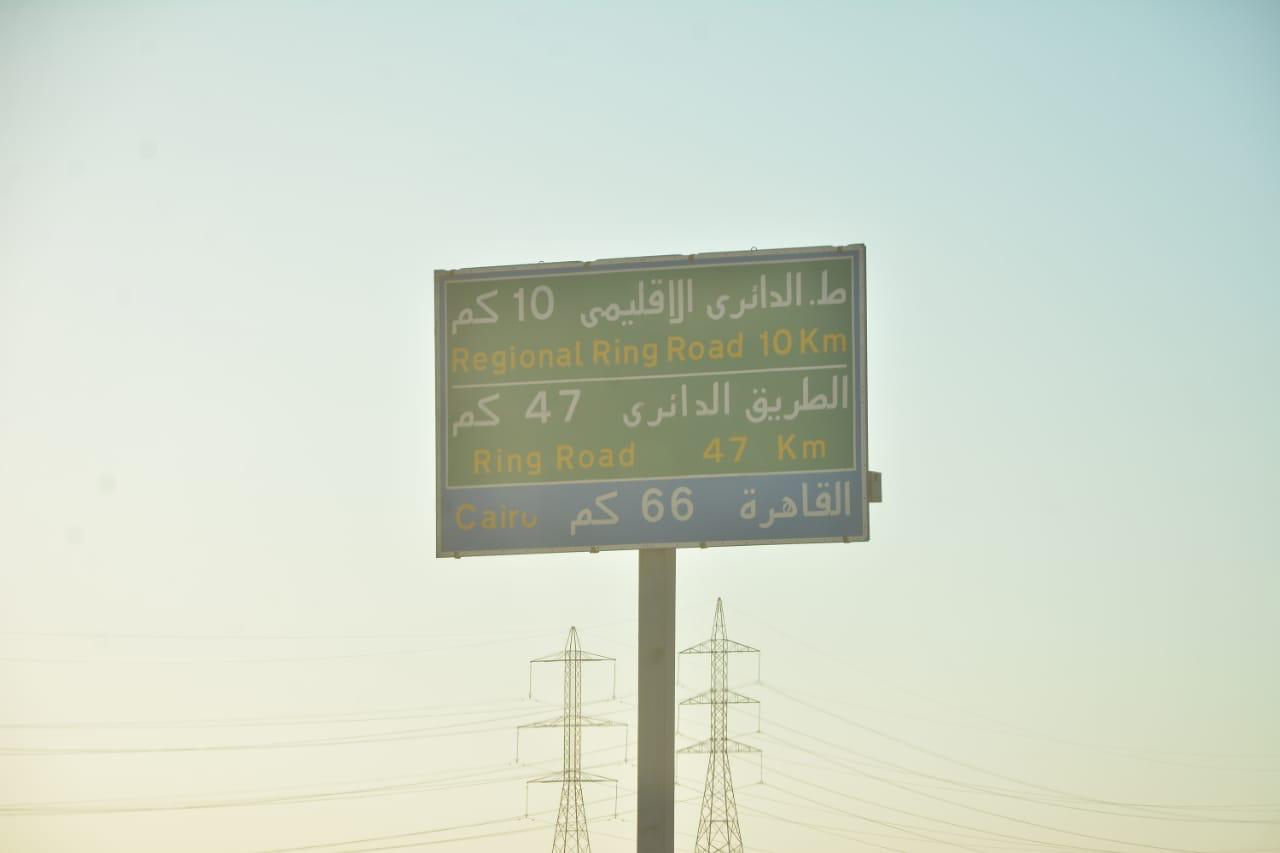 ط. الدائرى الإقليمى 10 كم
Regional Ring Road 10 Km
الطريق الدائرى 47 كم
Ring Road 47 Km
القاهرة 66 كم Cairo